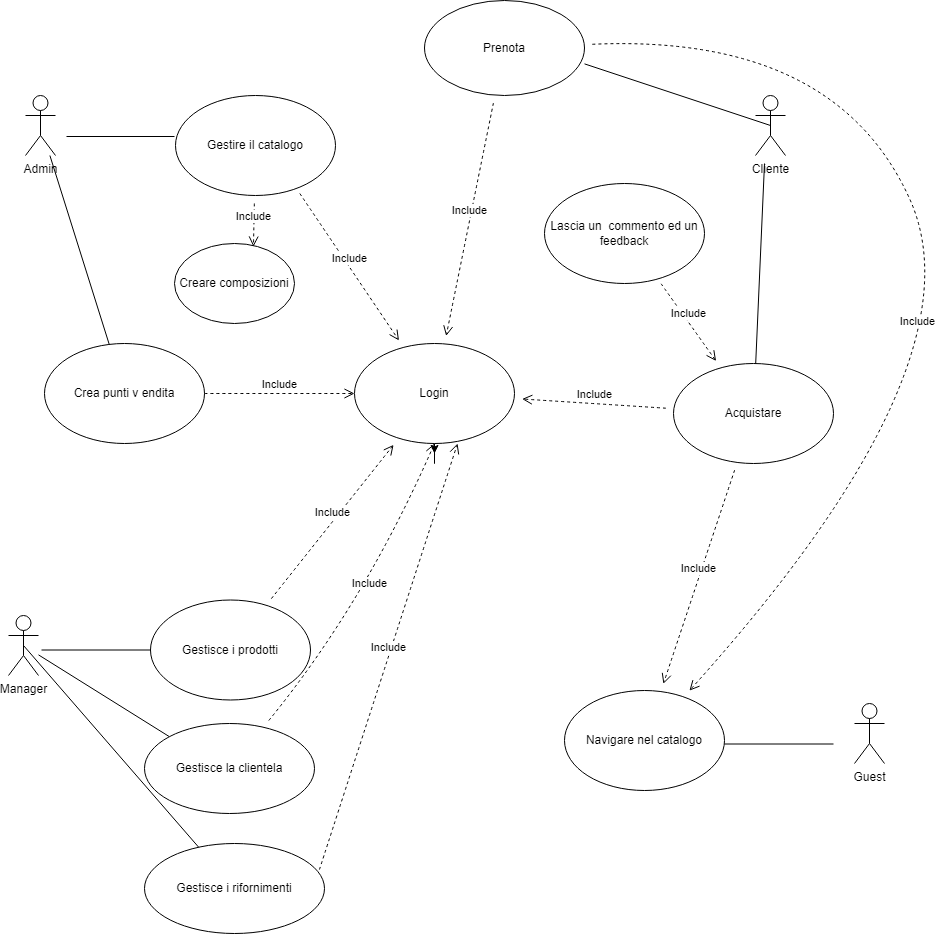 Prenota
Admin
Gestire il catalogo
Cliente
Include
Include
Lascia un commento ed un
feedback
Include
Creare composizioni
Include
Include
Crea punti v endita
Include
Login
Include
Acquistare
Include
Include
Include
Include
Gestisce i prodotti
Manager
Navigare nel catalogo
Gestisce la clientela
Guest
Gestisce i rifornimenti